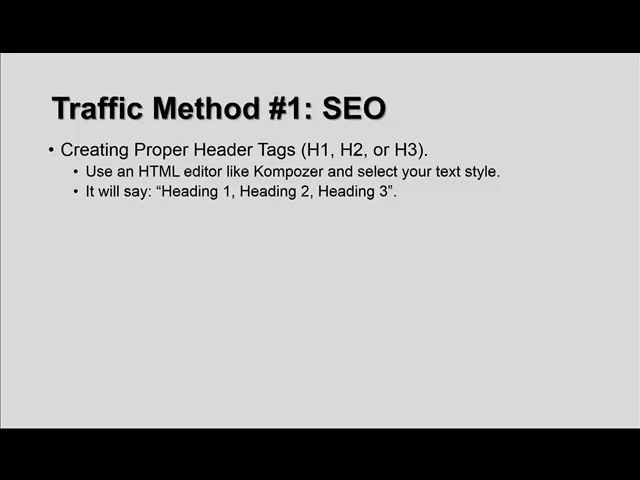 Traffic Method #1: SEO
• Creating Proper Header Tags (H1, H2, or H3).
• Use an HTML editor like Kompozer and select your text style.
• It will say: “Heading 1, Heading 2, Heading 3”.